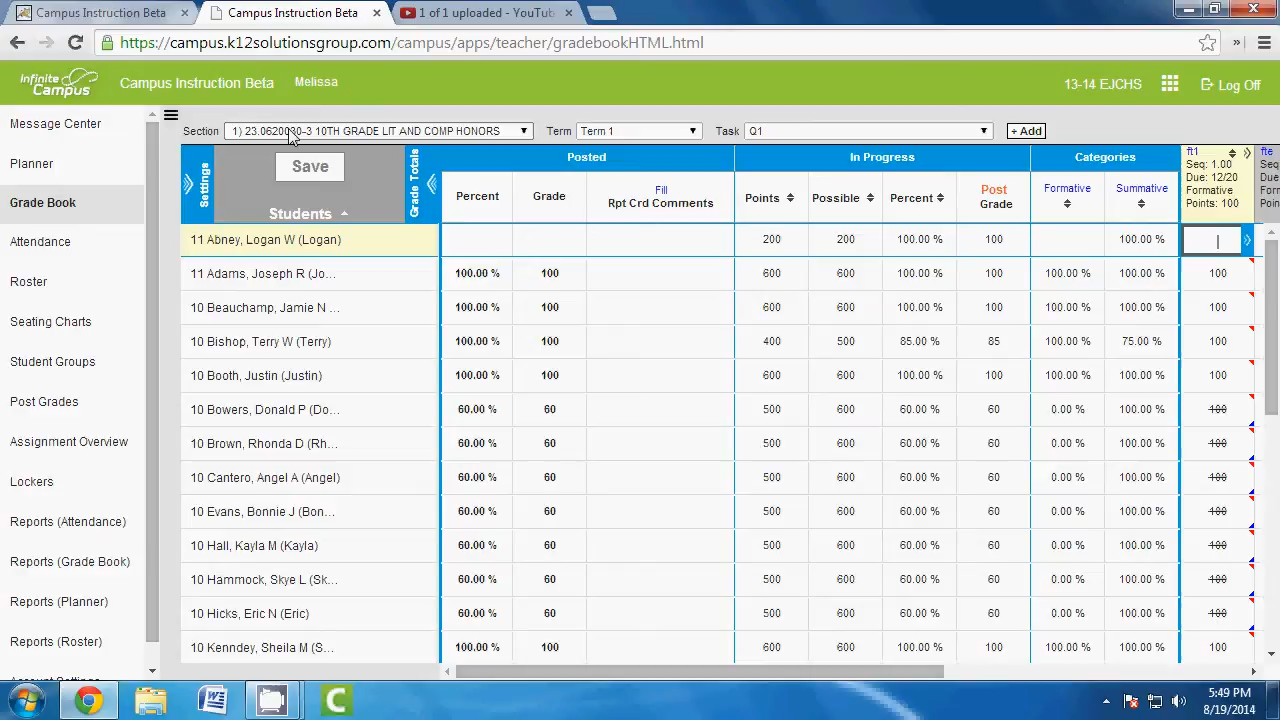 Campus Instruction Beta
Campus Instruction Beta
1 of 1 uploaded - YouTub
https://campus.k12solutionsgroup.com/campus/apps/teacher/gradebookHTML.html
Infinite Campus
Campus Instruction Beta
Melissa
13-14 EJCHS
Log Off
Message Center
Planner
Grade Book
Attendance
Roster
Seating Charts
Student Groups
Post Grades
Assignment Overview
Lockers
Reports (Attendance)
Reports (Grade Book)
Reports (Planner)
Reports (Roster)
Section 1) 10TH GRADE LIT AND COMP HONORS Term Term 1 Task Q1 + Add
Settings
Save
Students
Grade Totals
Posted In Progress Categories
Percent Grade Fill Rpt Crd Comments Points Possible Percent Post Grade Formative Summative
ft1
Seq: 1.00
Due: 12/20
Formative
Points: 100
fte
Seq
Due
Form
Poin
11 Abney, Logan W (Logan) 200 200 100.00 % 100 100.00 %
11 Adams, Joseph R (Jo... 100.00 % 100 600 600 100.00 % 100 100.00 % 100.00 % 100
10 Beauchamp, Jamie N ... 100.00 % 100 600 600 100.00 % 100 100.00 % 100.00 % 100
10 Bishop, Terry W (Terry) 100.00 % 100 400 500 85.00 % 85 100.00 % 75.00 % 100
10 Booth, Justin (Justin) 100.00 % 100 600 600 100.00 % 100 100.00 % 100.00 % 100
10 Bowers, Donald P (Do... 60.00 % 60 500 600 60.00 % 60 0.00 % 100.00 % 100
10 Brown, Rhonda D (Rh... 60.00 % 60 500 600 60.00 % 60 0.00 % 100.00 % 100
10 Cantero, Angel A (Angel) 60.00 % 60 500 600 60.00 % 60 0.00 % 100.00 % 100
10 Evans, Bonnie J (Bon... 60.00 % 60 500 600 60.00 % 60 0.00 % 100.00 % 100
10 Hall, Kayla M (Kayla) 60.00 % 60 500 600 60.00 % 60 0.00 % 100.00 % 100
10 Hammock, Skye L (Sk... 60.00 % 60 500 600 60.00 % 60 0.00 % 100.00 % 100
10 Hicks, Eric N (Eric) 60.00 % 60 500 600 60.00 % 60 0.00 % 100.00 % 100
10 Kenndey, Sheila M (S... 100.00 % 100 600 600 100.00 % 100 100.00 % 100.00 % 100
5:49 PM
8/19/2014